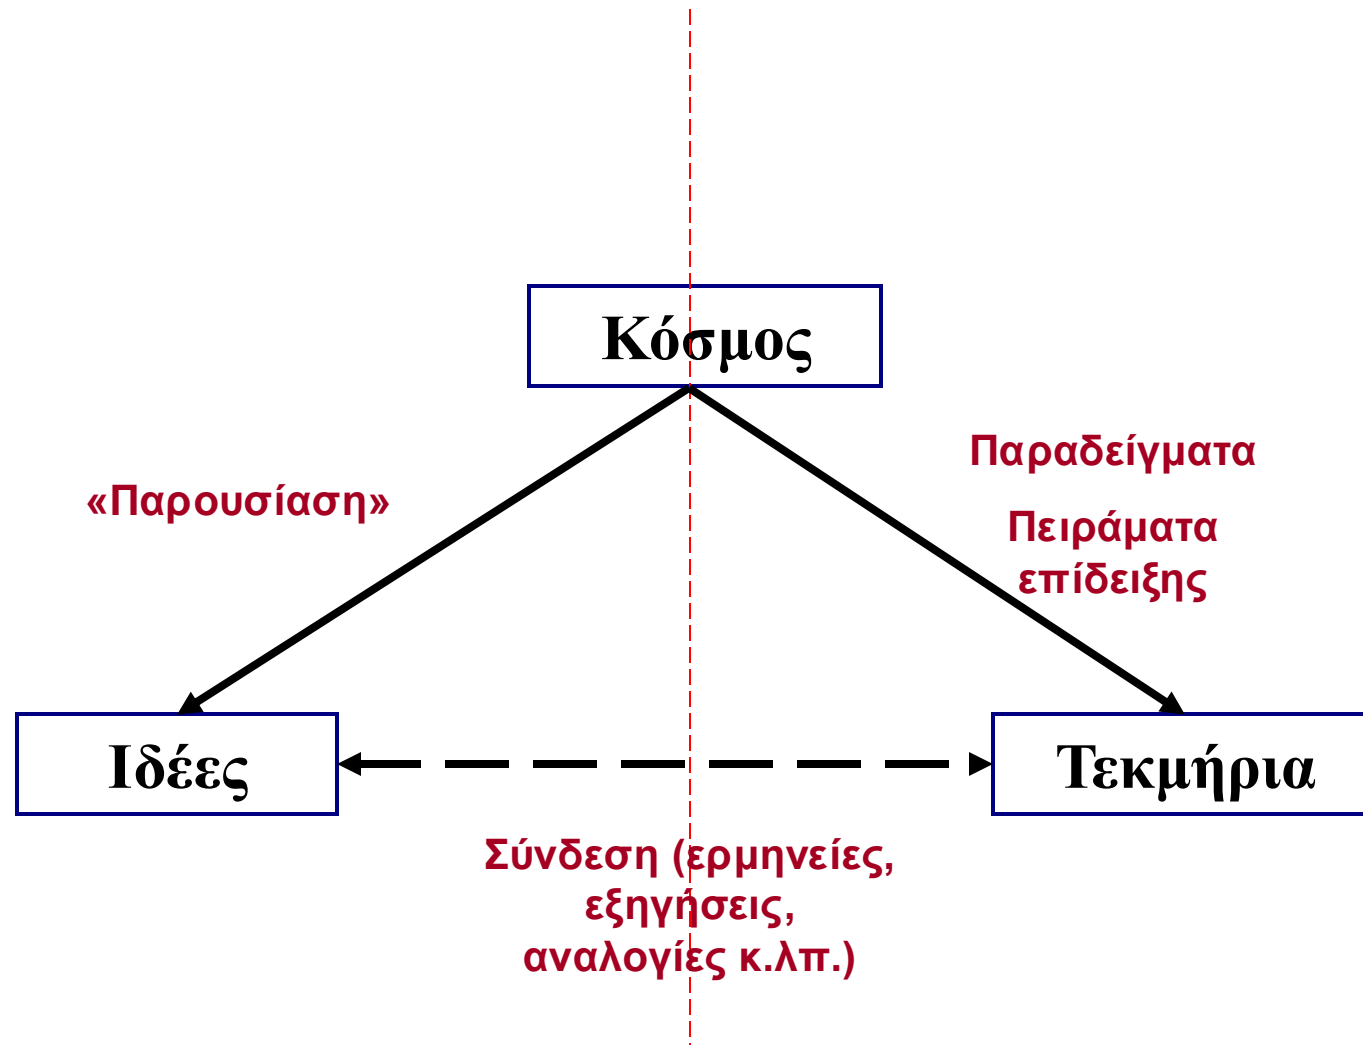 Κόσμος
Παραδείγματα
«Παρουσίαση»
Πειράματα
επίδειξης
Ιδέες
Τεκμήρια
Σύνδεση (ερμηνείες,
εξηγήσεις,
αναλογίες κ.λπ.)